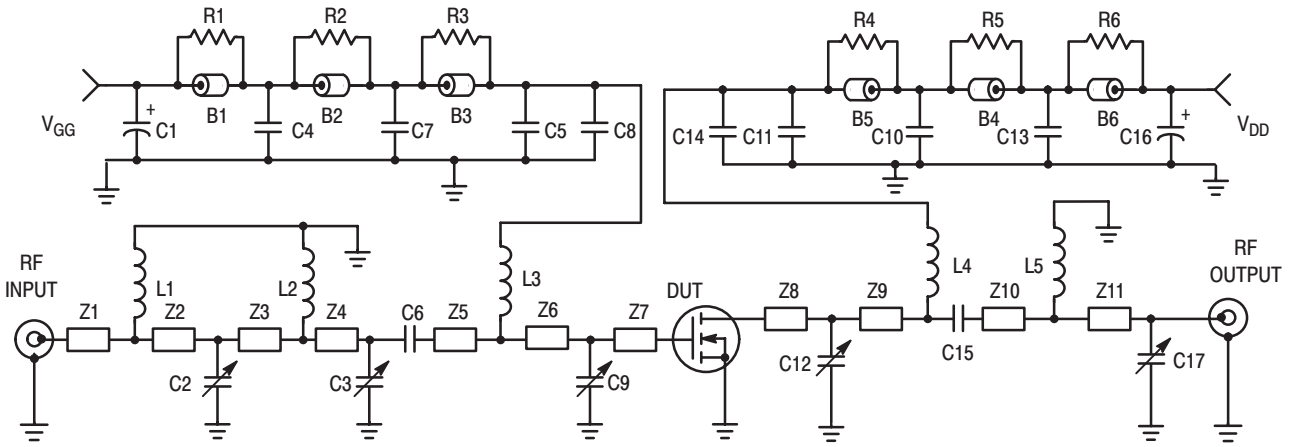 R1 R2 R3 R4 R5 R6
B1 B2 B3 B5 B4 B6
VGG + C1 C4 C7 C5 C8 C14 C11 C10 C13 C16 + VDD
RF INPUT
L1 L2 L3 L4 L5
RF OUTPUT
Z1 Z2 Z3 Z4 C6 Z5 Z6 Z7 DUT Z8 Z9 Z10 Z11
C2 C3 C9 C12 C15 C17